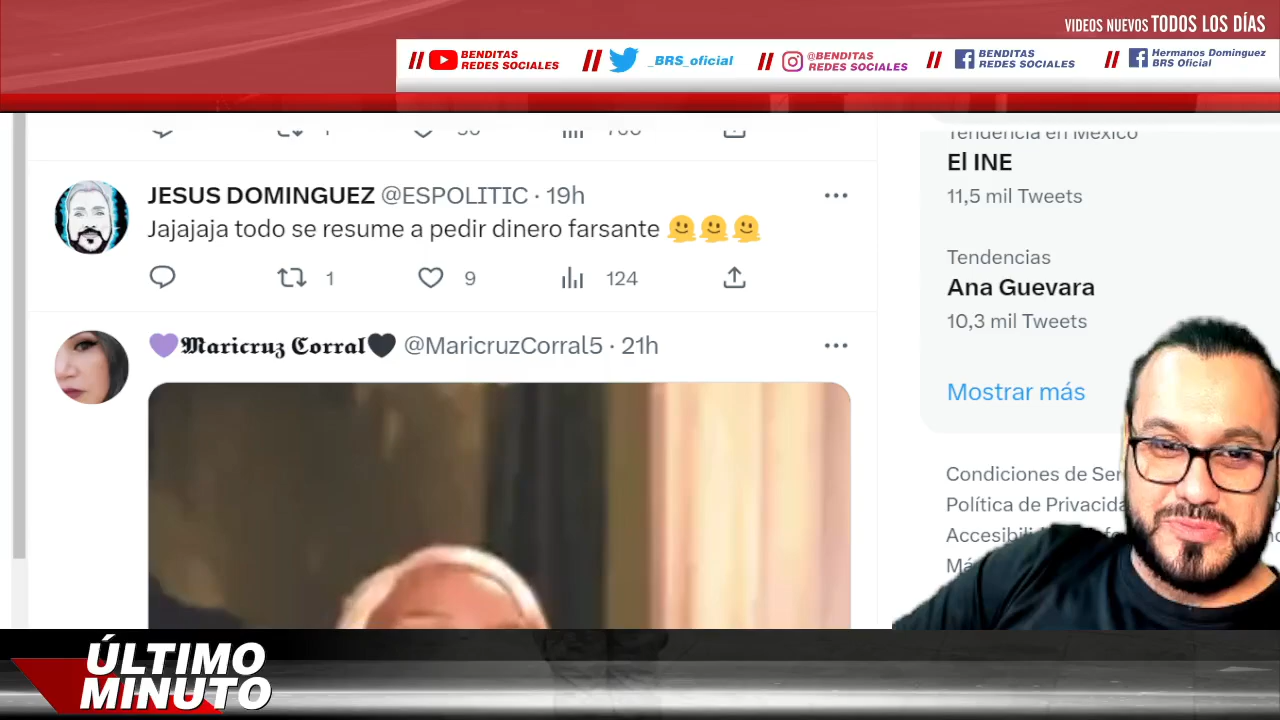 VIDEOS NUEVOS TODOS LOS DÍAS
BENDITAS
REDES SOCIALES
_BRS_oficial
@BENDITAS
REDES SOCIALES
BENDITAS
REDES SOCIALES
Hermanos Dominguez
BRS Oficial
Tendencia en México
El INE
11,5 mil Tweets
JESUS DOMINGUEZ @ESPOLITIC · 19h
Jajajaja todo se resume a pedir dinero farsante 🫠🫠🫠
1 9 124
Tendencias
Ana Guevara
10,3 mil Tweets
Mostrar más
💜𝕸𝖆𝖗𝖎𝖈𝖗𝖚𝖟 𝕮𝖔𝖗𝖗𝖆𝖑🖤 @MaricruzCorral5 · 21h
Condiciones de Ser
Política de Privacida
Accesibili
Má
ÚLTIMO
MINUTO